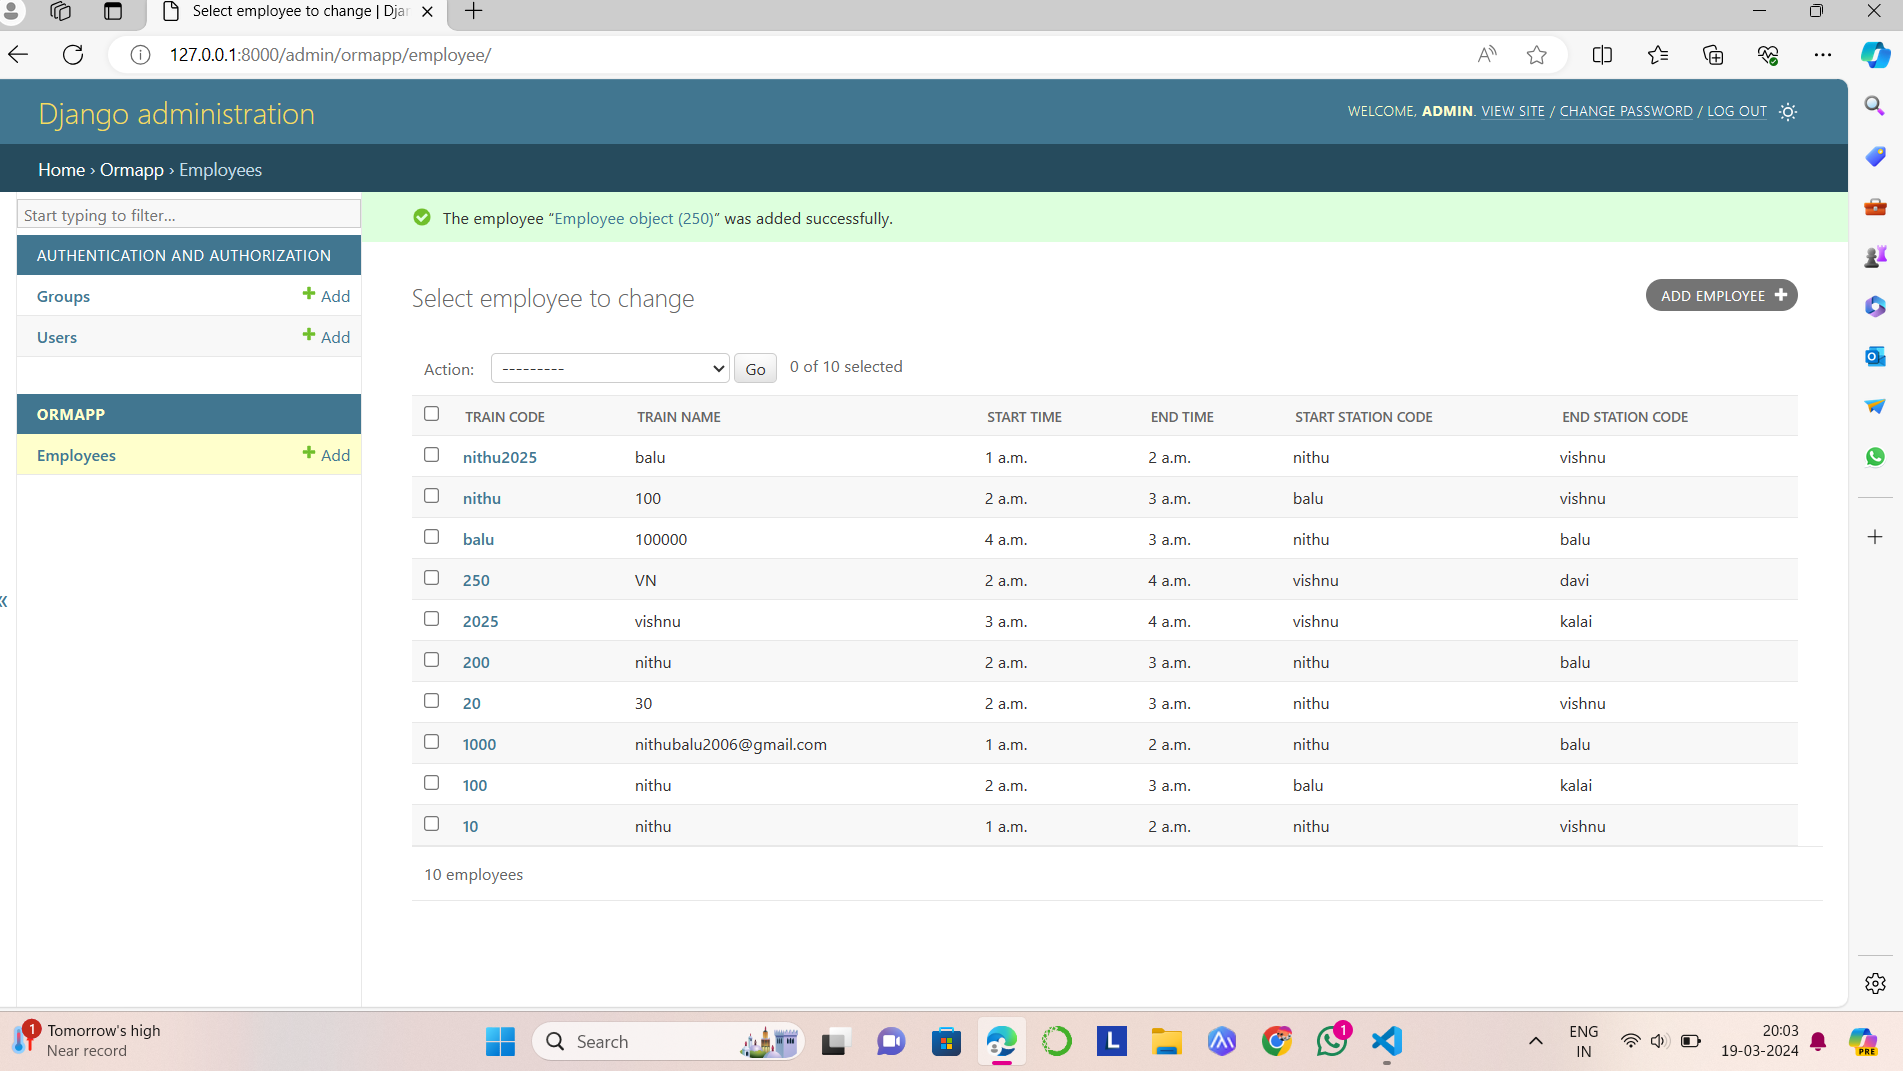 Select employee to change | Djar
127.0.0.1:8000/admin/ormapp/employee/
Django administration
WELCOME, ADMIN. VIEW SITE / CHANGE PASSWORD / LOG OUT
Home › Ormapp › Employees
Start typing to filter...
The employee “Employee object (250)” was added successfully.
AUTHENTICATION AND AUTHORIZATION
Groups Add
Users Add
ORMAPP
Employees Add
Select employee to change
ADD EMPLOYEE
Action: --------- Go 0 of 10 selected
TRAIN CODE TRAIN NAME START TIME END TIME START STATION CODE END STATION CODE
nithu2025 balu 1 a.m. 2 a.m. nithu vishnu
nithu 100 2 a.m. 3 a.m. balu vishnu
balu 100000 4 a.m. 3 a.m. nithu balu
250 VN 2 a.m. 4 a.m. vishnu davi
2025 vishnu 3 a.m. 4 a.m. vishnu kalai
200 nithu 2 a.m. 3 a.m. nithu balu
20 30 2 a.m. 3 a.m. nithu vishnu
1000 nithubalu2006@gmail.com 1 a.m. 2 a.m. nithu balu
100 nithu 2 a.m. 3 a.m. balu kalai
10 nithu 1 a.m. 2 a.m. nithu vishnu
10 employees
1
Tomorrow's high
Near record
Search
L
1
ENG
IN
20:03
19-03-2024
PRE